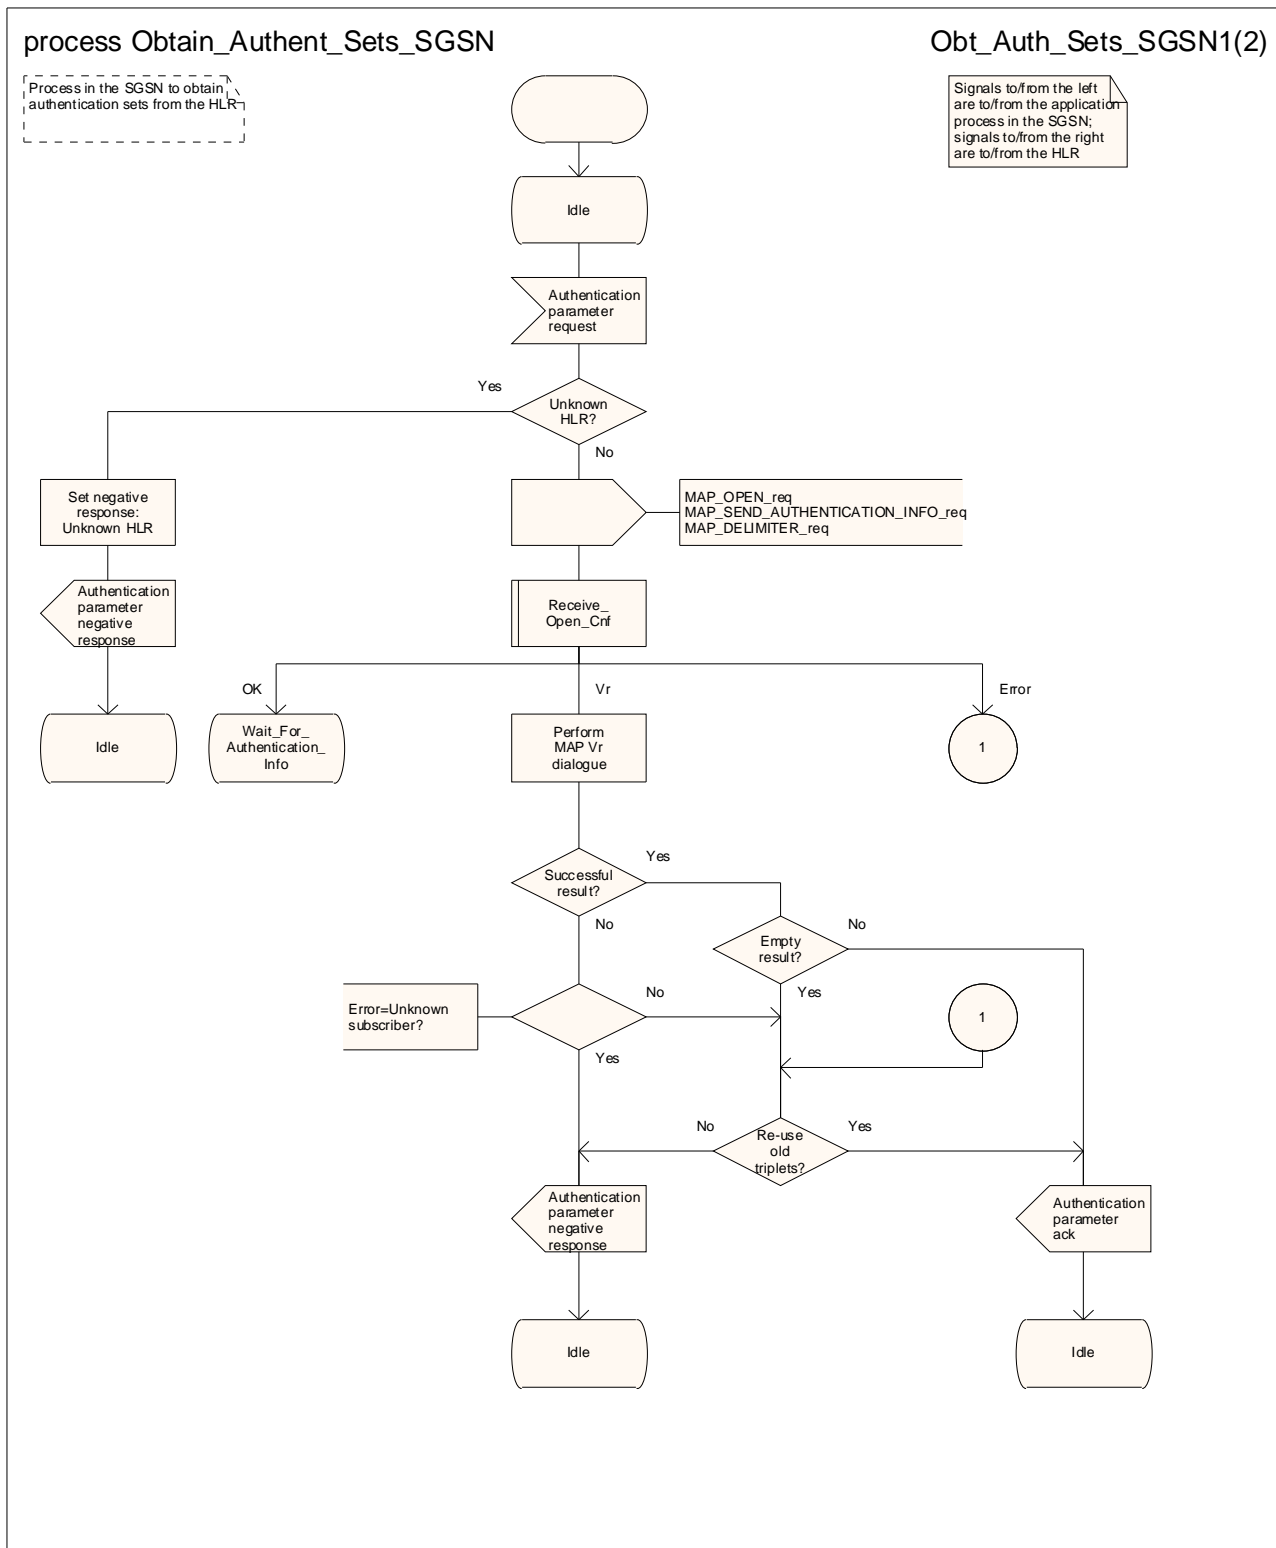 process Obtain_Authent_Sets_SGSN
Obt_Auth_Sets_SGSN1(2)
Process in the SGSN to obtain
authentication sets from the HLR
Signals to/from the left
are to/from the application
process in the SGSN;
signals to/from the right
are to/from the HLR
Idle
Authentication
parameter
request
Yes
Unknown
HLR?
No
Set negative
response:
Unknown HLR
MAP_OPEN_req
MAP_SEND_AUTHENTICATION_INFO_req
MAP_DELIMITER_req
Authentication
parameter
negative
response
Receive_
Open_Cnf
OK
Vr
Error
Idle
Wait_For_
Authentication_
Info
Perform
MAP Vr
dialogue
1
Successful
result?
Yes
No
Empty
result?
No
Yes
Error=Unknown
subscriber?
No
Yes
1
No
Re-use
old
triplets?
Yes
Authentication
parameter
negative
response
Authentication
parameter
ack
Idle
Idle